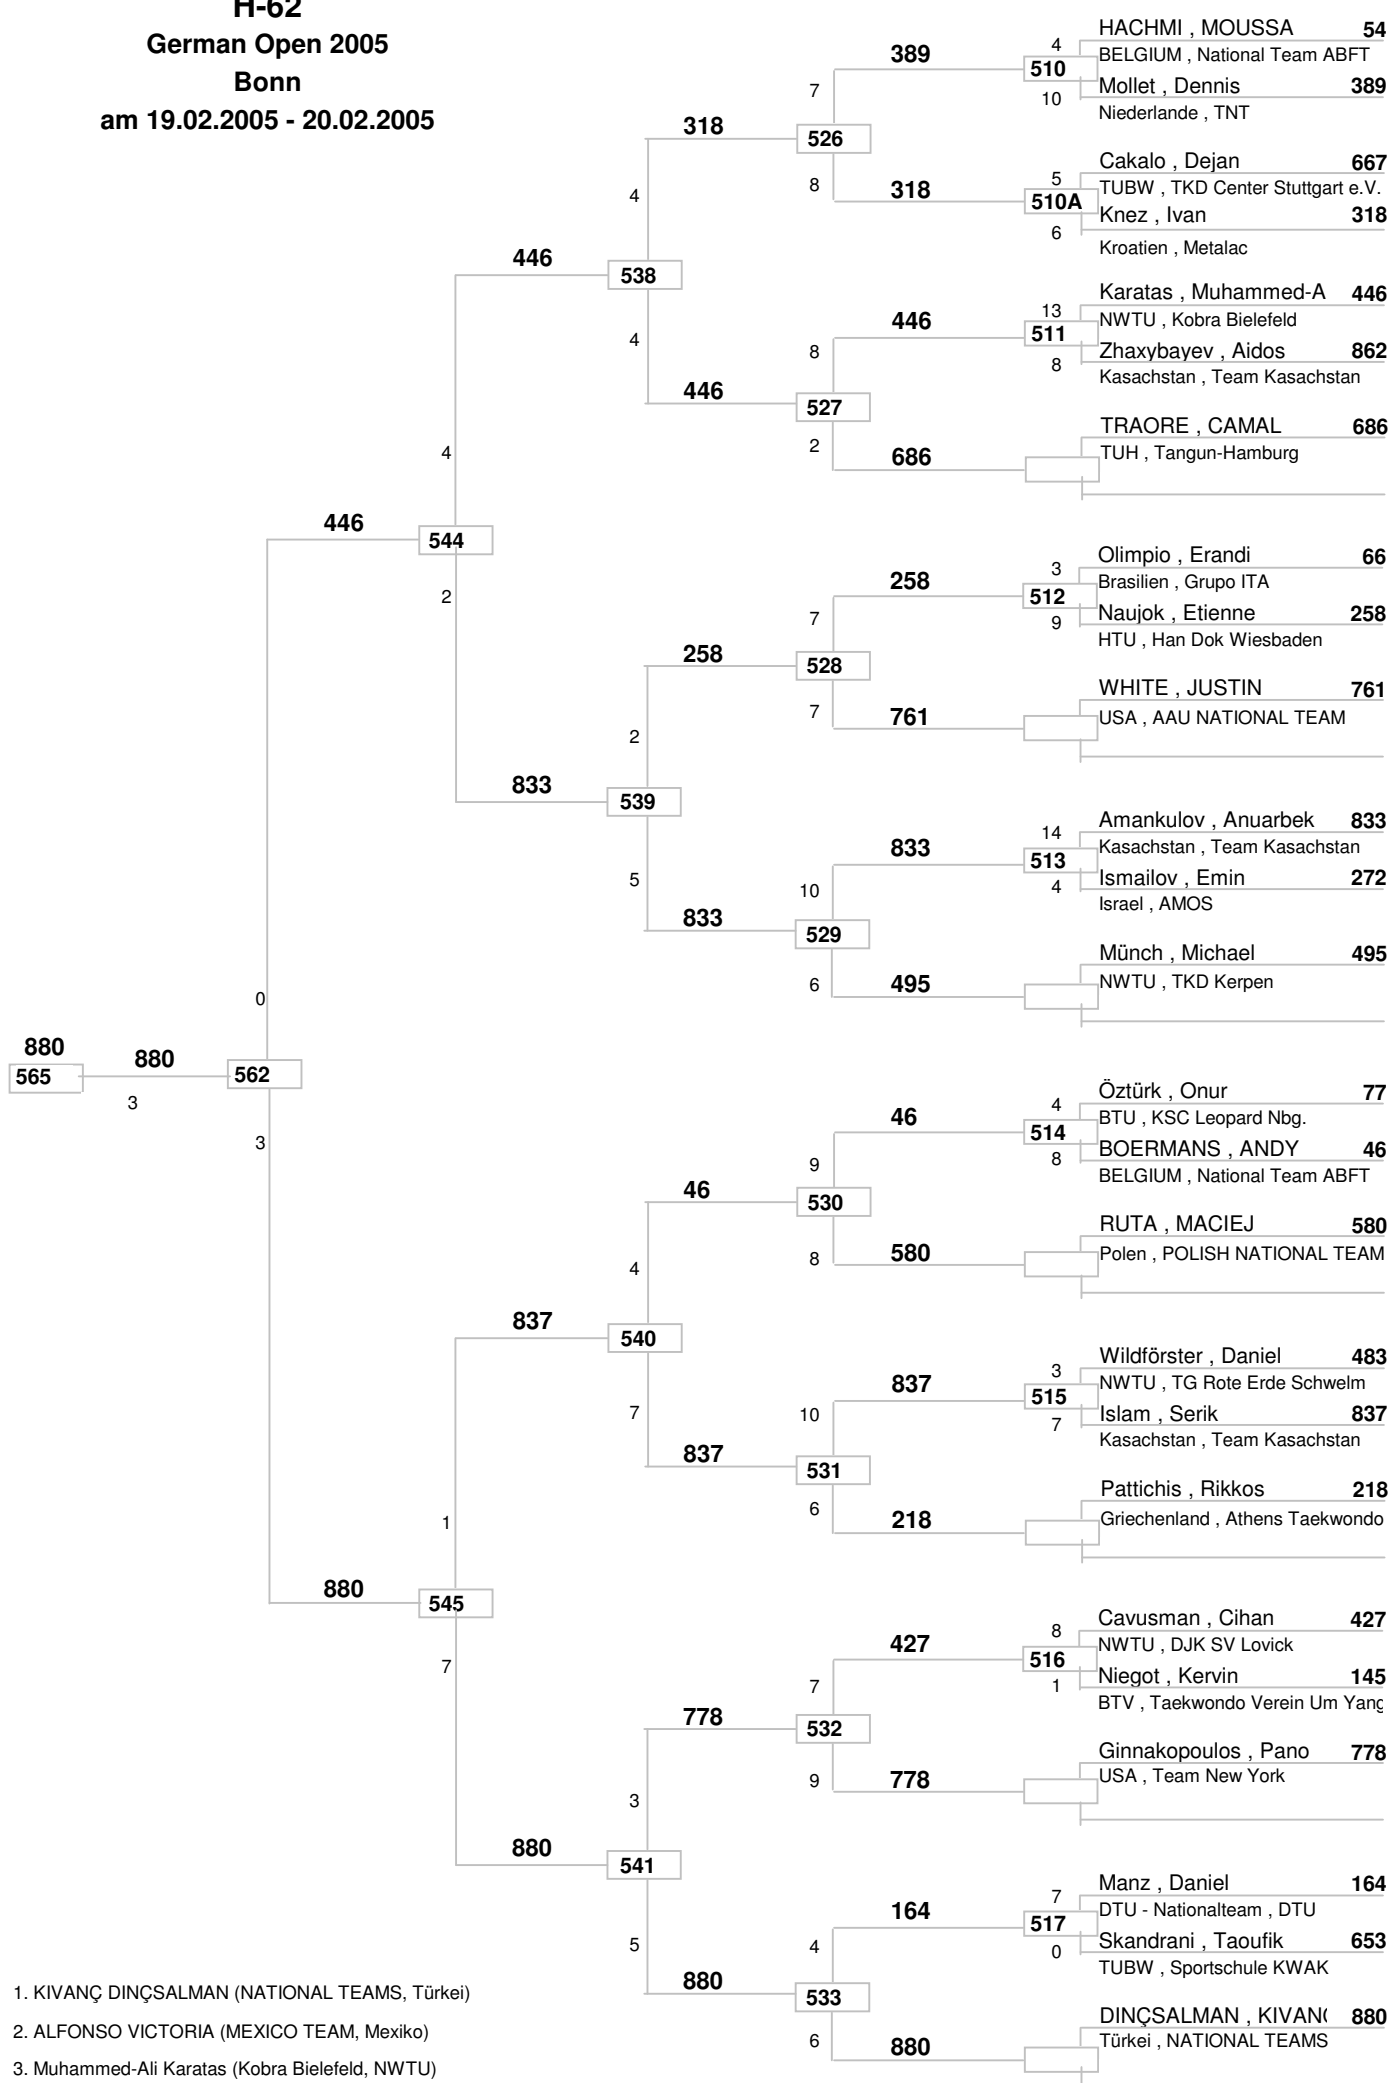 H-62
German Open 2005
Bonn
am 19.02.2005 - 20.02.2005
HACHMI , MOUSSA 54
4
389
510
BELGIUM , National Team ABFT
Mollet , Dennis 389
10
Niederlande , TNT
7
318
526
Cakalo , Dejan 667
5
8
318
510A
TUBW , TKD Center Stuttgart e.V.
Knez , Ivan 318
6
Kroatien , Metalac
4
446
538
Karatas , Muhammed-A 446
13
446
511
NWTU , Kobra Bielefeld
Zhaxybayev , Aidos 862
8
Kasachstan , Team Kasachstan
4
8
446
527
2
TRAORE , CAMAL 686
686
TUH , Tangun-Hamburg
4
446
544
2
Olimpio , Erandi 66
3
258
512
Brasilien , Grupo ITA
Naujok , Etienne 258
9
HTU , Han Dok Wiesbaden
7
258
528
7
WHITE , JUSTIN 761
761
USA , AAU NATIONAL TEAM
2
833
539
5
Amankulov , Anuarbek 833
14
833
513
Kasachstan , Team Kasachstan
Ismailov , Emin 272
4
Israel , AMOS
10
833
529
6
Münch , Michael 495
495
NWTU , TKD Kerpen
0
880
565
880
3
562
3
Öztürk , Onur 77
4
46
514
BTU , KSC Leopard Nbg.
BOERMANS , ANDY 46
8
BELGIUM , National Team ABFT
9
46
530
8
RUTA , MACIEJ 580
580
Polen , POLISH NATIONAL TEAM
4
837
540
7
Wildförster , Daniel 483
3
837
515
NWTU , TG Rote Erde Schwelm
Islam , Serik 837
7
Kasachstan , Team Kasachstan
10
837
531
6
Pattichis , Rikkos 218
218
Griechenland , Athens Taekwondo
1
880
545
7
Cavusman , Cihan 427
8
427
516
NWTU , DJK SV Lovick
Niegot , Kervin 145
1
BTV , Taekwondo Verein Um Yang
7
778
532
9
Ginnakopoulos , Pano 778
778
USA , Team New York
3
880
541
5
Manz , Daniel 164
7
164
517
DTU - Nationalteam , DTU
Skandrani , Taoufik 653
0
TUBW , Sportschule KWAK
4
880
533
6
DINÇSALMAN , KIVANÇ 880
880
Türkei , NATIONAL TEAMS
1. KIVANÇ DINÇSALMAN (NATIONAL TEAMS, Türkei)
2. ALFONSO VICTORIA (MEXICO TEAM, Mexiko)
3. Muhammed-Ali Karatas (Kobra Bielefeld, NWTU)